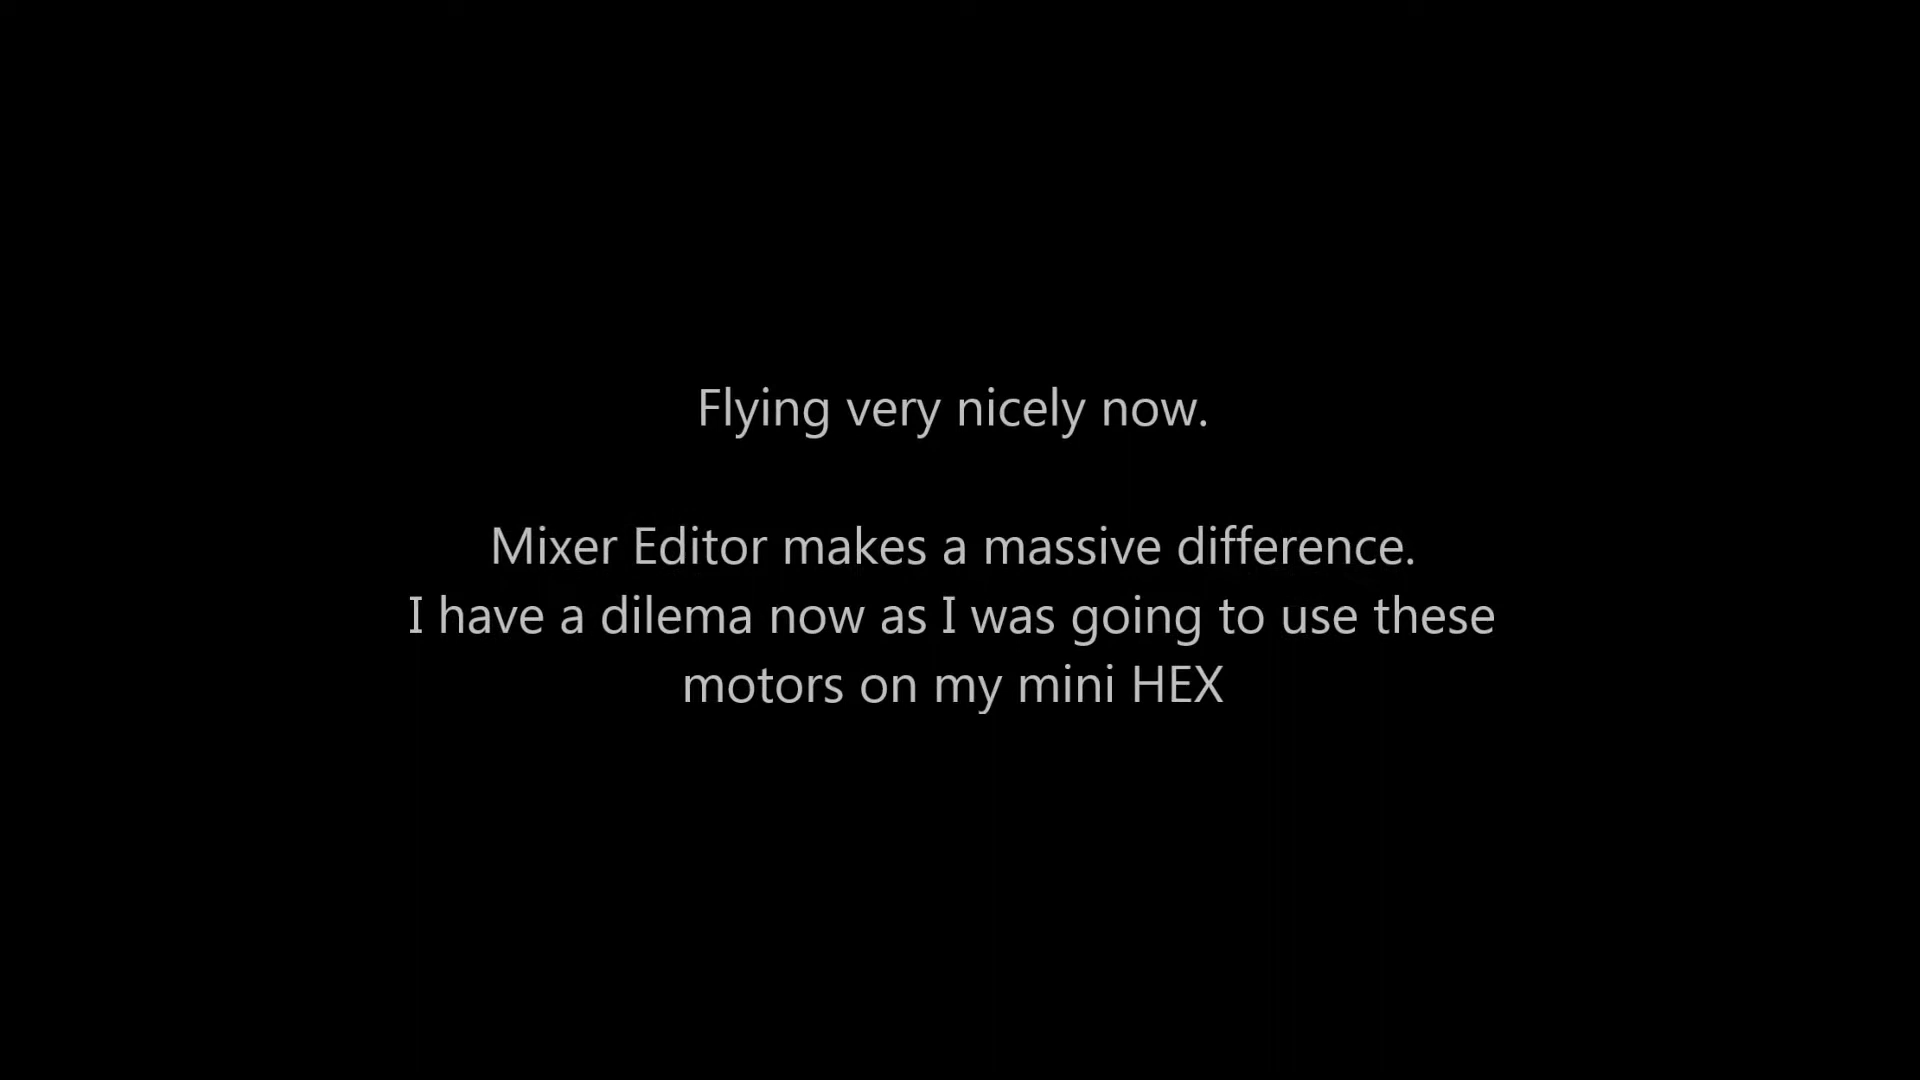 Flying very nicely now.
Mixer Editor makes a massive difference.
I have a dilema now as I was going to use these
motors on my mini HEX